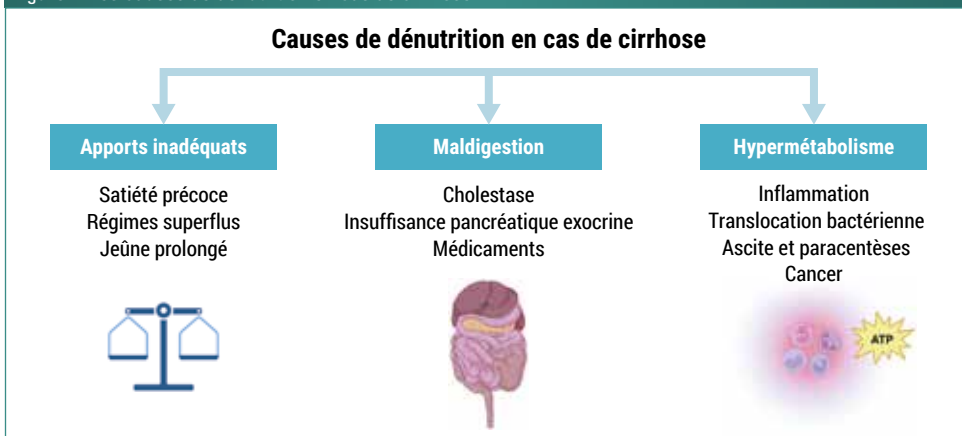 Causes de dénutrition en cas de cirrhose
Apports inadéquats
Satiété précoce
Régimes superflus
Jeûne prolongé
Maldigestion
Cholestase
Insuffisance pancréatique exocrine
Médicaments
Hypermétabolisme
Inflammation
Translocation bactérienne
Ascite et paracentèses
Cancer
ATP